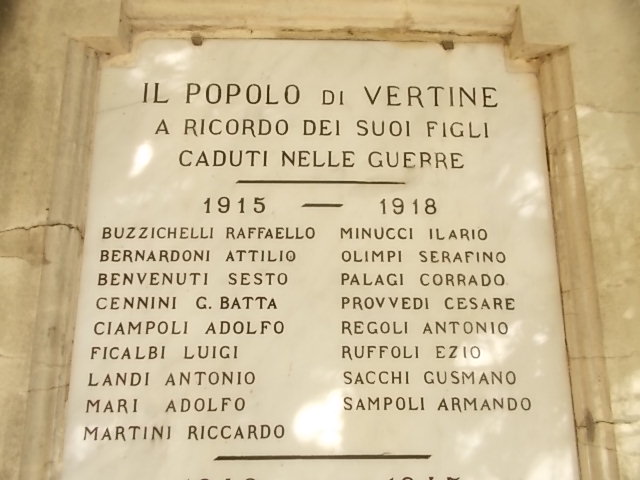 IL POPOLO DI VERTINE
A RICORDO DEI SUOI FIGLI
CADUTI NELLE GUERRE
1915 — 1918
BUZZICHELLI RAFFAELLO
BERNARDONI ATTILIO
BENVENUTI SESTO
CENNINI G. BATTA
CIAMPOLI ADOLFO
FICALBI LUIGI
LANDI ANTONIO
MARI ADOLFO
MARTINI RICCARDO
MINUCCI ILARIO
OLIMPI SERAFINO
PALAGI CORRADO
PROVVEDI CESARE
REGOLI ANTONIO
RUFFOLI EZIO
SACCHI GUSMANO
SAMPOLI ARMANDO